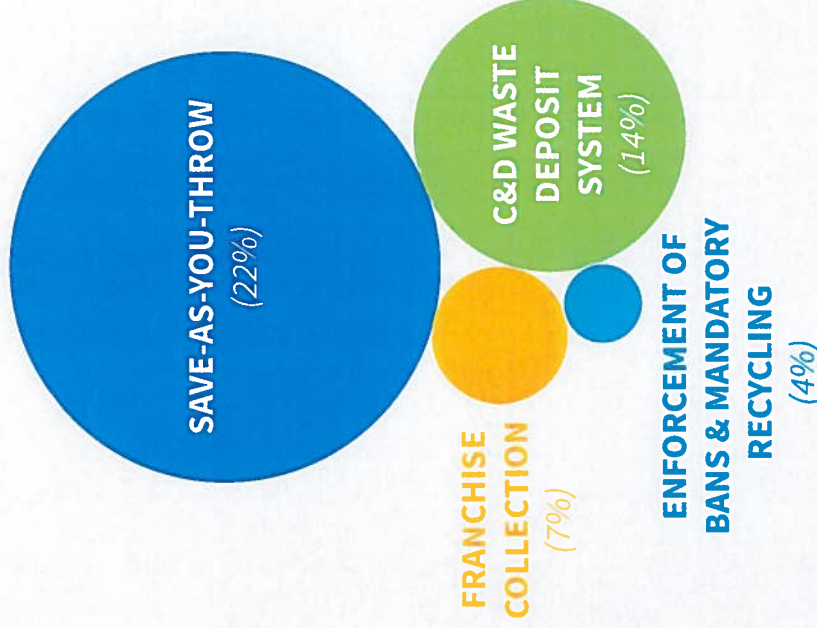 SAVE-AS-YOU-THROW
(22%)
C&D WASTE
DEPOSIT
SYSTEM
(14%)
FRANCHISE
COLLECTION
(7%)
ENFORCEMENT OF
BANS & MANDATORY
RECYCLING
(4%)